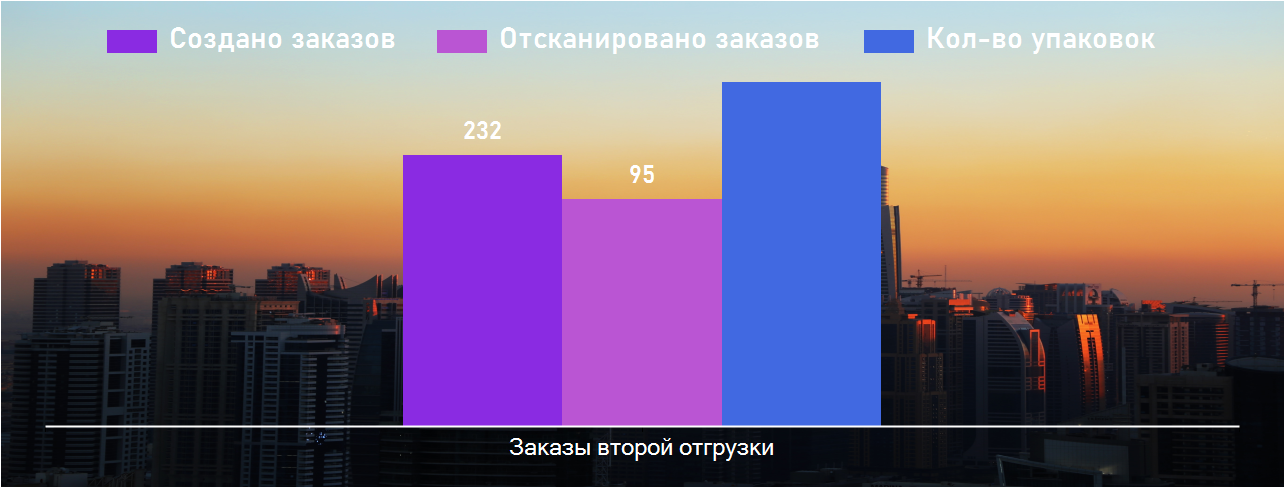 Создано заказов Отсканировано заказов Кол-во упаковок
232
95
Заказы второй отгрузки